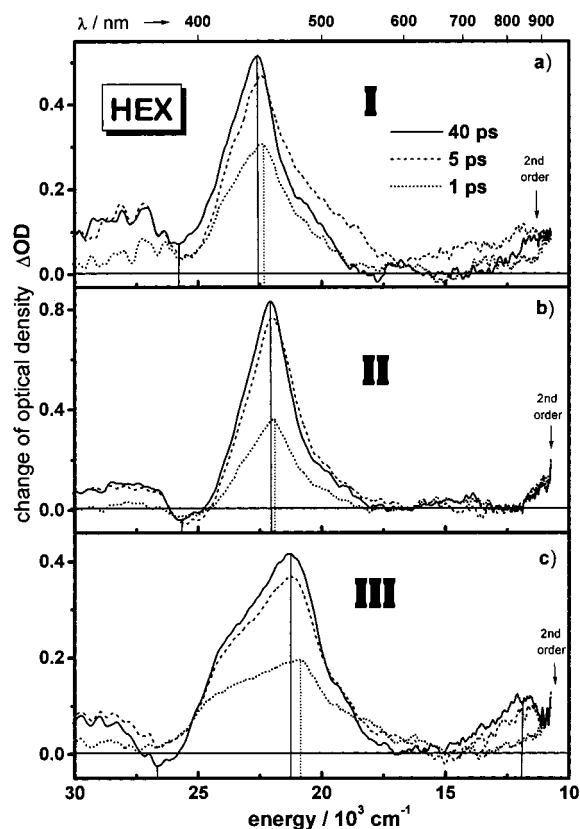 λ / nm → 400 500 600 700 800 900
a)
HEX
I
40 ps
5 ps
1 ps
2nd
order
0.4
0.2
0.0
b)
II
2nd
order
0.8
0.4
0.0
c)
III
2nd
order
0.4
0.2
0.0
change of optical density ΔOD
30 25 20 15 10
energy / 10³ cm⁻¹